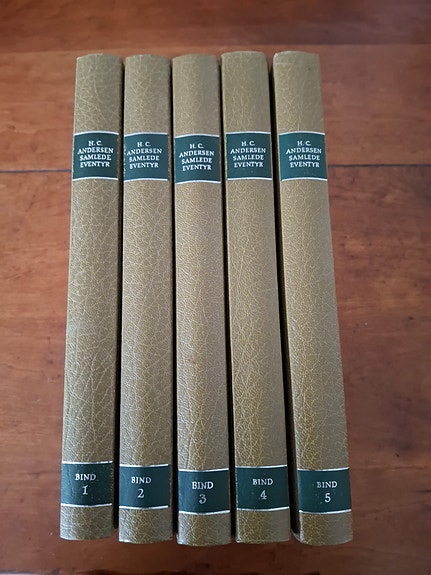 H. C.
ANDERSEN
SAMLEDE
EVENTYR
BIND
1
H. C.
ANDERSEN
SAMLEDE
EVENTYR
BIND
2
H. C.
ANDERSEN
SAMLEDE
EVENTYR
BIND
3
H. C.
ANDERSEN
SAMLEDE
EVENTYR
BIND
4
H. C.
ANDERSEN
SAMLEDE
EVENTYR
BIND
5